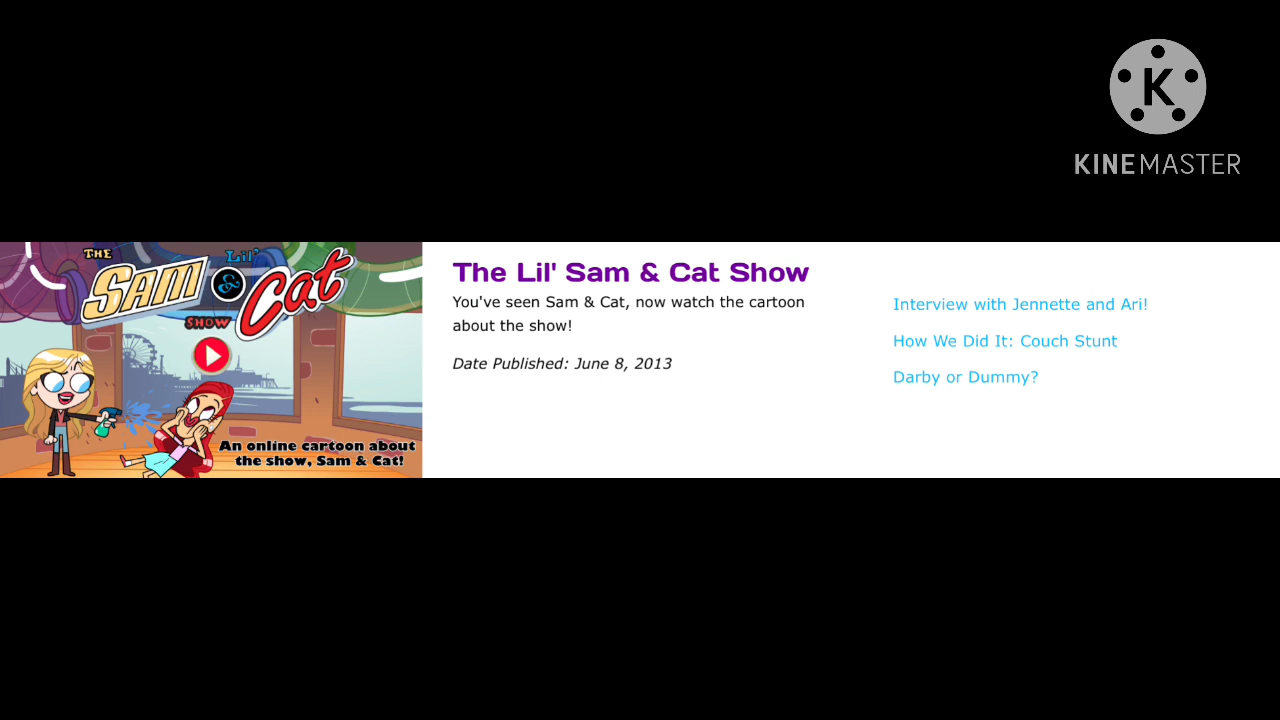 K
KINEMASTER
THE
Lil'
SAM & Cat
SHOW
An online cartoon about
the show, Sam & Cat!
The Lil' Sam & Cat Show
You've seen Sam & Cat, now watch the cartoon
about the show!
Date Published: June 8, 2013
Interview with Jennette and Ari!
How We Did It: Couch Stunt
Darby or Dummy?